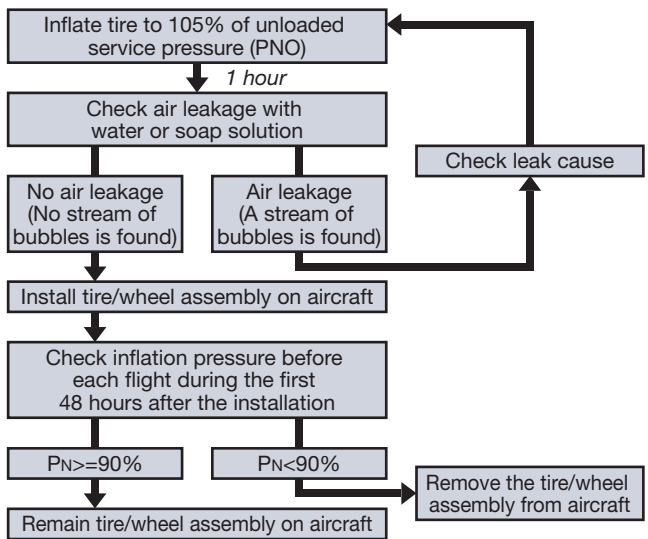 Inflate tire to 105% of unloaded
service pressure (PNO)
1 hour
Check air leakage with
water or soap solution
Check leak cause
No air leakage
(No stream of
bubbles is found)
Air leakage
(A stream of
bubbles is found)
Install tire/wheel assembly on aircraft
Check inflation pressure before
each flight during the first
48 hours after the installation
PN>=90%
PN<90%
Remove the tire/wheel
assembly from aircraft
Remain tire/wheel assembly on aircraft